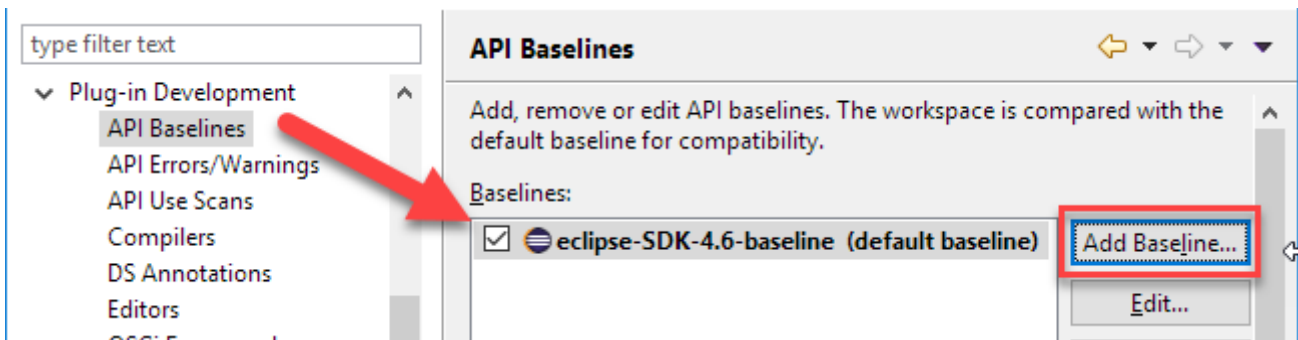 type filter text
Plug-in Development
API Baselines
API Errors/Warnings
API Use Scans
Compilers
DS Annotations
Editors
API Baselines
Add, remove or edit API baselines. The workspace is compared with the
default baseline for compatibility.
Baselines:
eclipse-SDK-4.6-baseline (default baseline)
Add Baseline...
Edit...